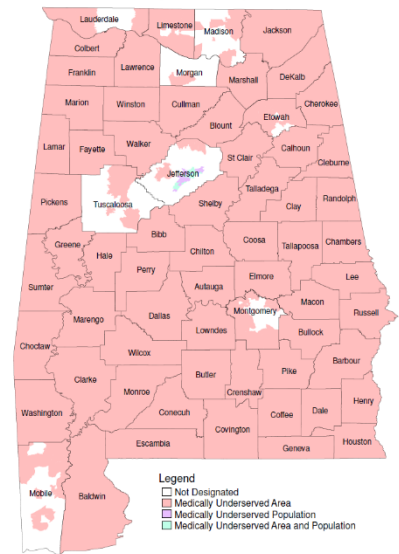 Lauderdale
Limestone
Madison
Jackson
Colbert
Franklin
Lawrence
Morgan
Marshall
DeKalb
Marion
Winston
Cullman
Cherokee
Etowah
Blount
Lamar
Fayette
Walker
Calhoun
St Clair
Cleburne
Jefferson
Pickens
Tuscaloosa
Shelby
Talladega
Clay
Randolph
Bibb
Greene
Hale
Chilton
Coosa
Tallapoosa
Chambers
Perry
Sumter
Autauga
Elmore
Lee
Macon
Marengo
Dallas
Montgomery
Russell
Lowndes
Bullock
Choctaw
Wilcox
Clarke
Butler
Pike
Barbour
Monroe
Crenshaw
Henry
Washington
Conecuh
Coffee
Dale
Covington
Escambia
Geneva
Houston
Mobile
Baldwin
Legend
Not Designated
Medically Underserved Area
Medically Underserved Population
Medically Underserved Area and Population